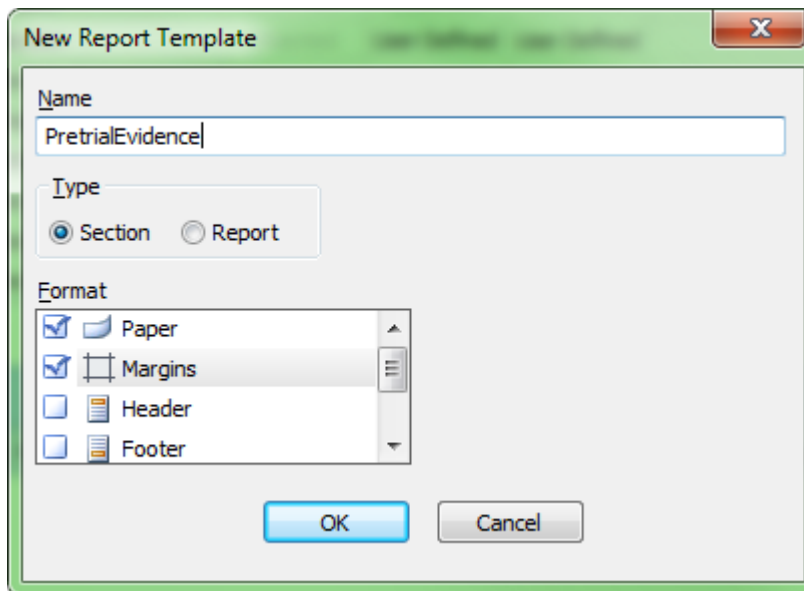 New Report Template
Name
PretrialEvidence
Type
Section Report
Format
Paper
Margins
Header
Footer
OK Cancel